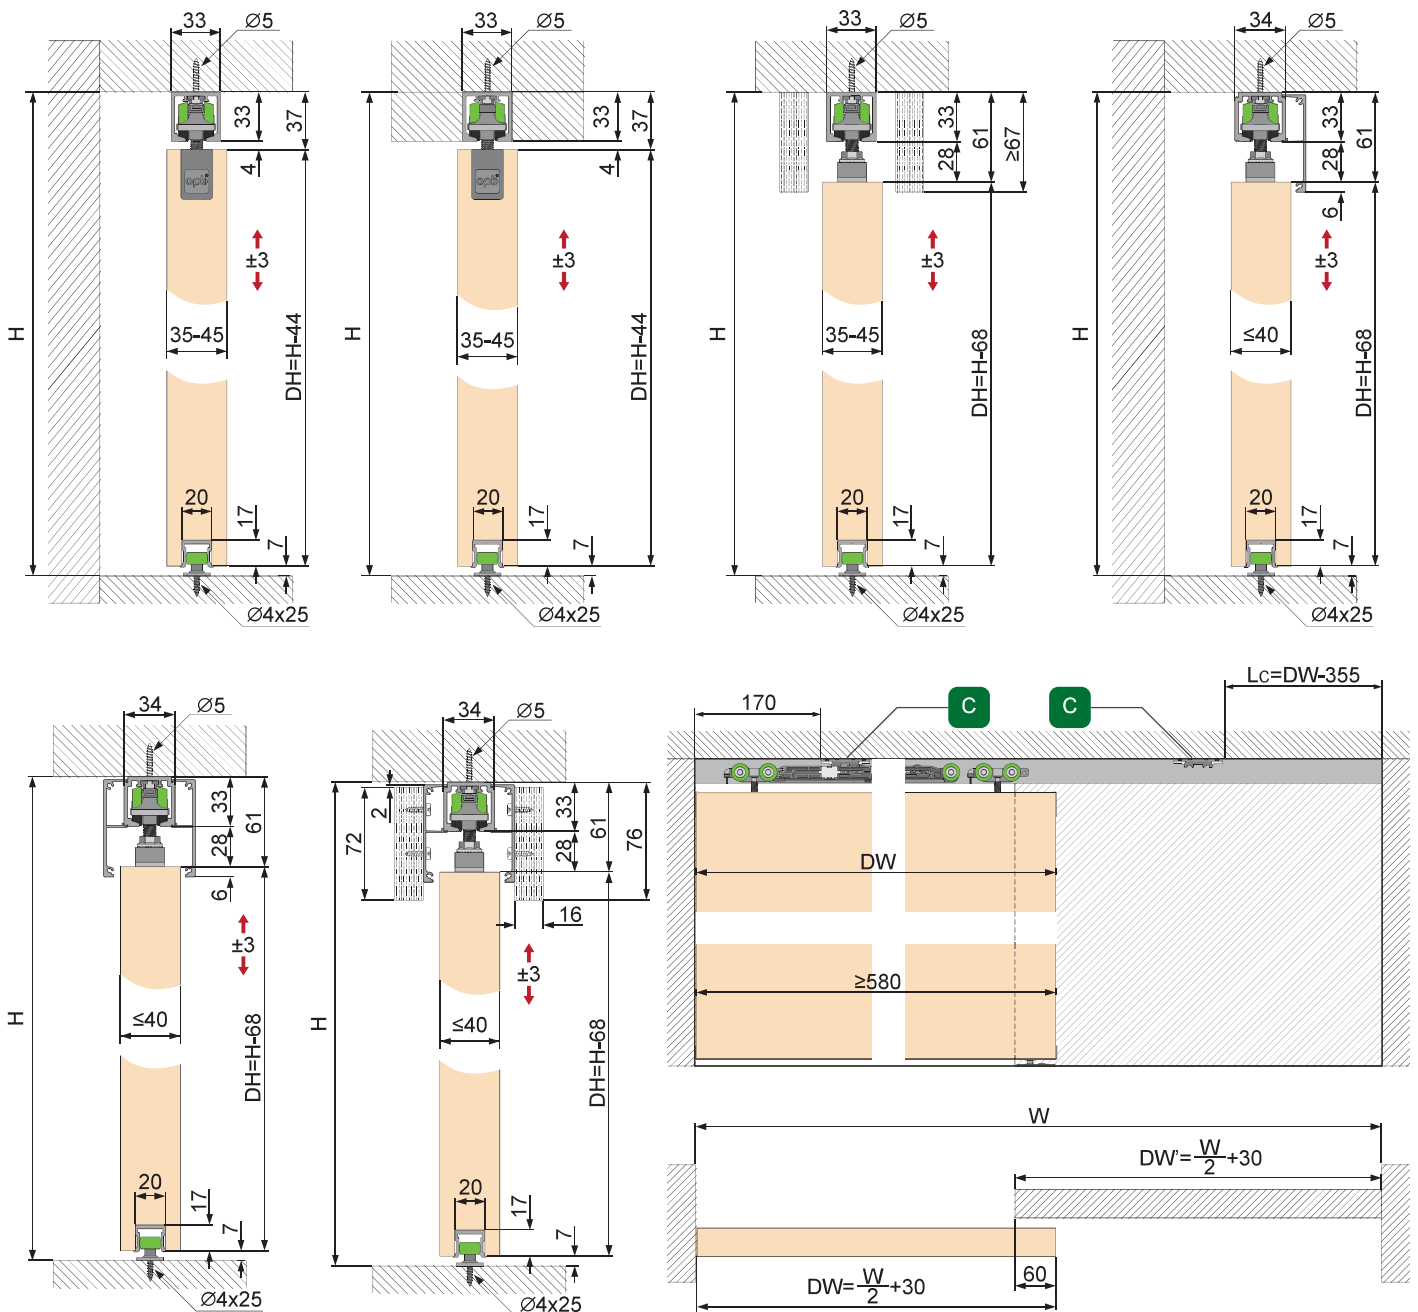 33
Ø5
33
37
4
opti
±3
H
35-45
DH=H-44
20
17
7
Ø4x25
33
Ø5
33
37
4
opti
±3
H
35-45
DH=H-44
20
17
7
Ø4x25
33
Ø5
33
61
≥67
28
±3
H
35-45
DH=H-68
20
17
7
Ø4x25
34
Ø5
33
61
28
6
±3
H
≤40
DH=H-68
20
17
7
Ø4x25
34
Ø5
33
61
28
6
±3
H
≤40
DH=H-68
20
17
7
Ø4x25
34
Ø5
2
72
33
61
76
28
16
±3
H
≤40
DH=H-68
20
17
7
Ø4x25
Lc=DW-355
170
C
C
DW
≥580
W
DW'=W/2+30
60
DW=W/2+30